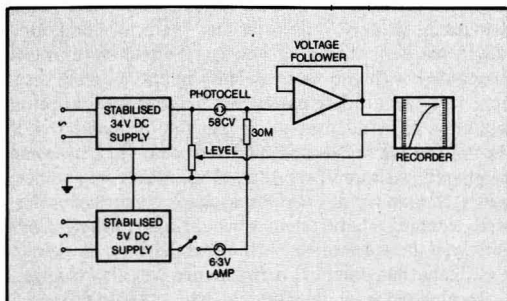 VOLTAGE
FOLLOWER
STABILISED
34V DC
SUPPLY
PHOTOCELL
58CV
30M
LEVEL
RECORDER
STABILISED
5V DC
SUPPLY
6·3V
LAMP